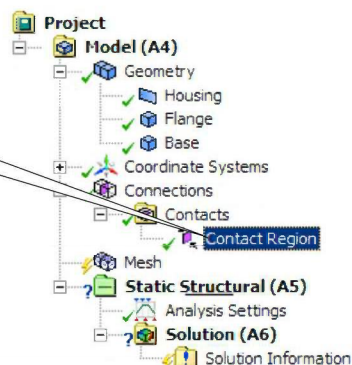 Project
Model (A4)
Geometry
Housing
Flange
Base
Coordinate Systems
Connections
Contacts
Contact Region
Mesh
Static Structural (A5)
Analysis Settings
Solution (A6)
Solution Information